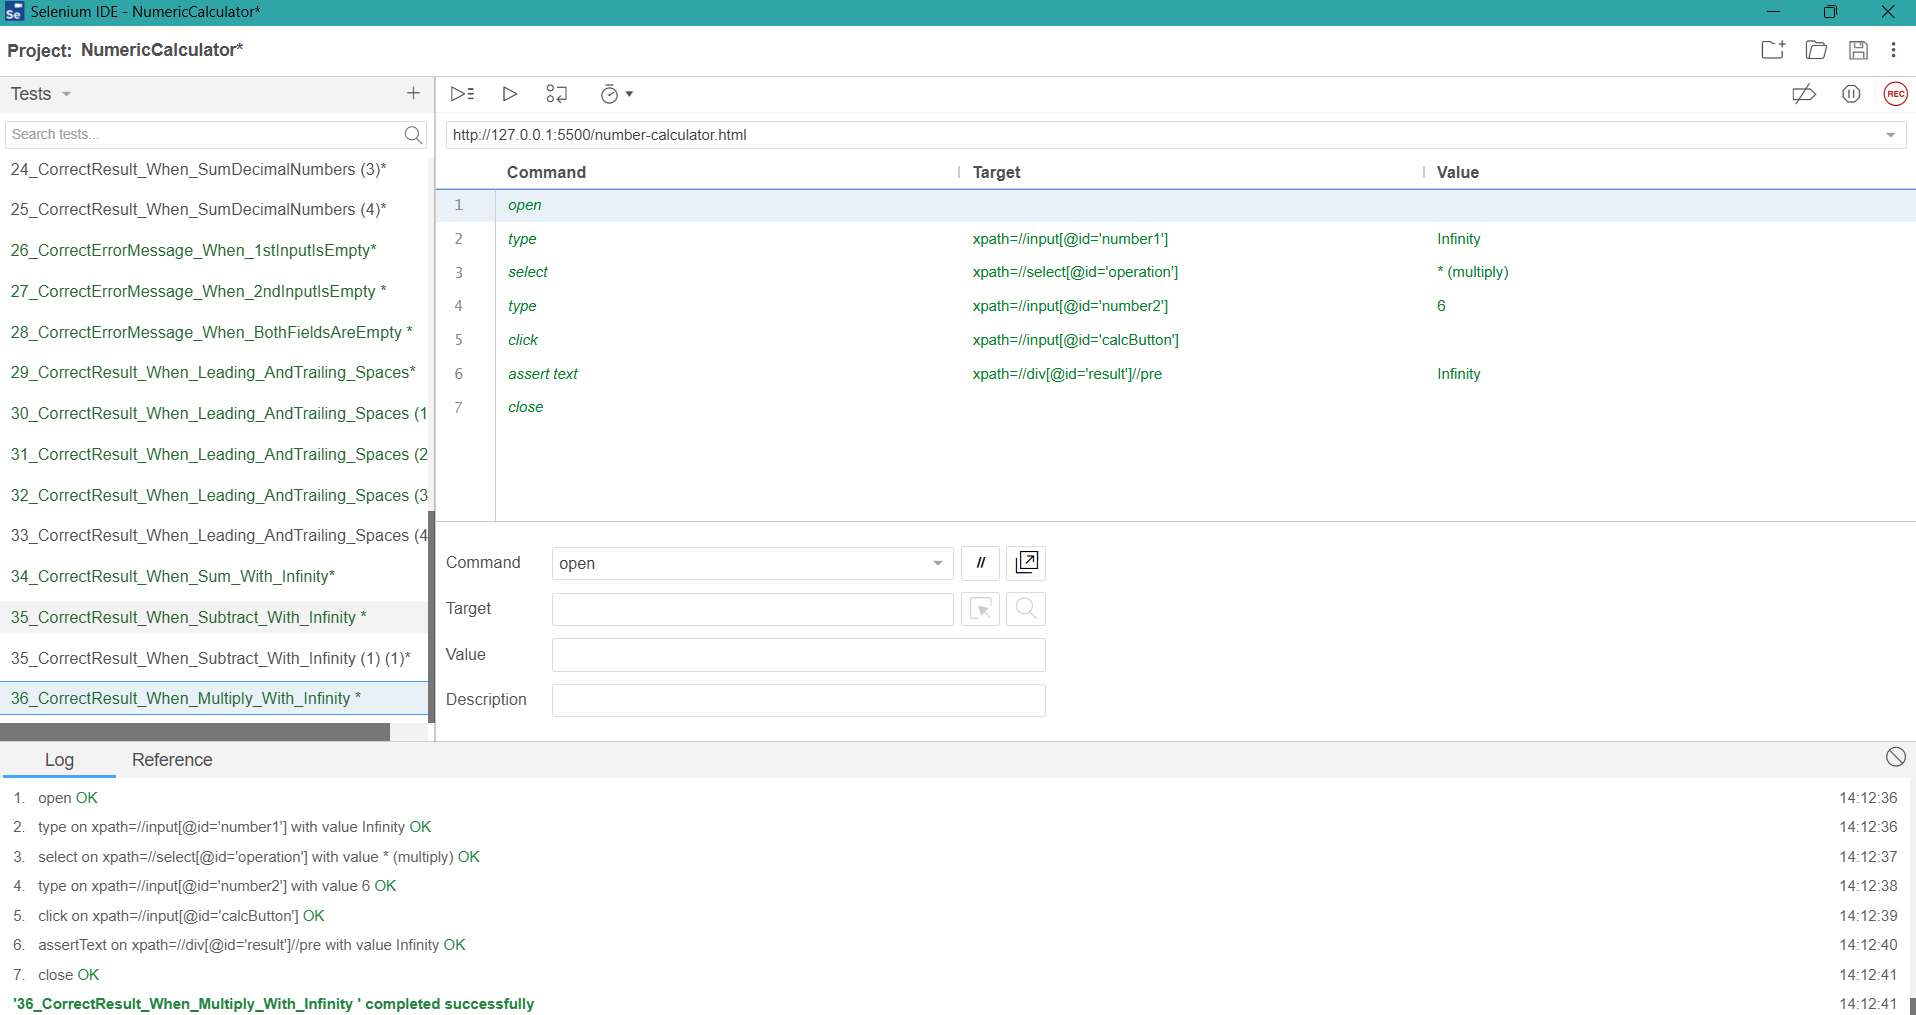 Se Selenium IDE - NumericCalculator*
Project: NumericCalculator*
Tests
Search tests...
24_CorrectResult_When_SumDecimalNumbers (3)*
25_CorrectResult_When_SumDecimalNumbers (4)*
26_CorrectErrorMessage_When_1stInputIsEmpty*
27_CorrectErrorMessage_When_2ndInputIsEmpty *
28_CorrectErrorMessage_When_BothFieldsAreEmpty *
29_CorrectResult_When_Leading_AndTrailing_Spaces*
30_CorrectResult_When_Leading_AndTrailing_Spaces (1
31_CorrectResult_When_Leading_AndTrailing_Spaces (2
32_CorrectResult_When_Leading_AndTrailing_Spaces (3
33_CorrectResult_When_Leading_AndTrailing_Spaces (4
34_CorrectResult_When_Sum_With_Infinity*
35_CorrectResult_When_Subtract_With_Infinity *
35_CorrectResult_When_Subtract_With_Infinity (1) (1)*
36_CorrectResult_When_Multiply_With_Infinity *
REC
http://127.0.0.1:5500/number-calculator.html
Command Target Value
1 open
2 type xpath=//input[@id='number1'] Infinity
3 select xpath=//select[@id='operation'] * (multiply)
4 type xpath=//input[@id='number2'] 6
5 click xpath=//input[@id='calcButton']
6 assert text xpath=//div[@id='result']//pre Infinity
7 close
Command open //
Target
Value
Description
Log Reference
1. open OK 14:12:36
2. type on xpath=//input[@id='number1'] with value Infinity OK 14:12:36
3. select on xpath=//select[@id='operation'] with value * (multiply) OK 14:12:37
4. type on xpath=//input[@id='number2'] with value 6 OK 14:12:38
5. click on xpath=//input[@id='calcButton'] OK 14:12:39
6. assertText on xpath=//div[@id='result']//pre with value Infinity OK 14:12:40
7. close OK 14:12:41
'36_CorrectResult_When_Multiply_With_Infinity ' completed successfully 14:12:41